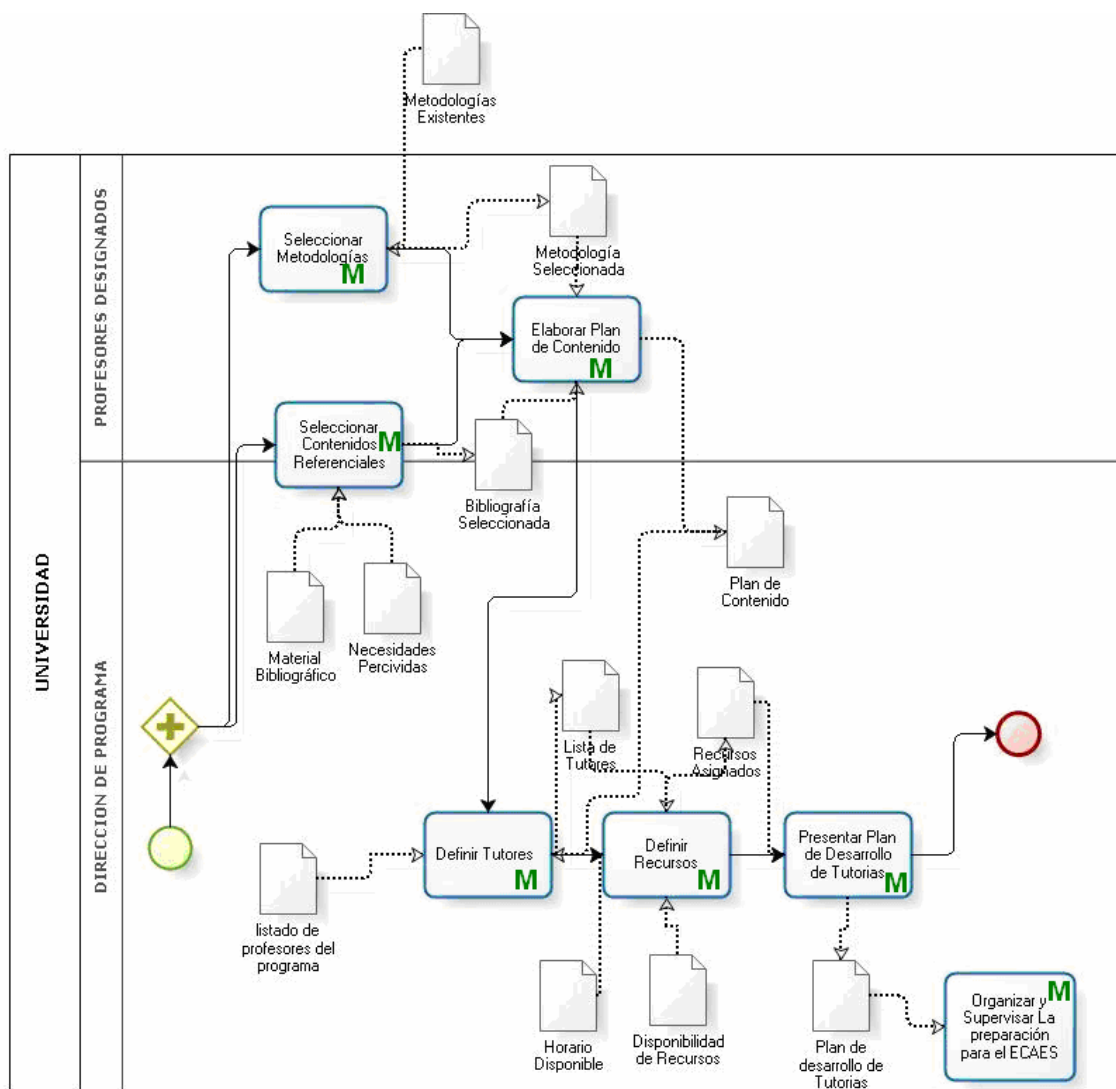 Metodologías
Existentes
UNIVERSIDAD
PROFESORES DESIGNADOS
Seleccionar
Metodologías
M
Metodología
Seleccionada
Elaborar Plan
de Contenido
M
Seleccionar
Contenidos
Referenciales
M
Bibliografía
Seleccionada
DIRECCION DE PROGRAMA
Material
Bibliográfico
Necesidades
Percividas
Plan de
Contenido
Lista de
Tutares
Recursos
Asignados
Definir Tutores
M
Definir
Recursos
M
Presentar Plan
de Desarrollo
de Tutorias
M
listado de
profesores del
programa
Horario
Disponible
Disponibilidad
de Recursos
Plan de
desarrollo de
Tutorias
Organizar y
Supervisar La
preparación
para el ECAES
M